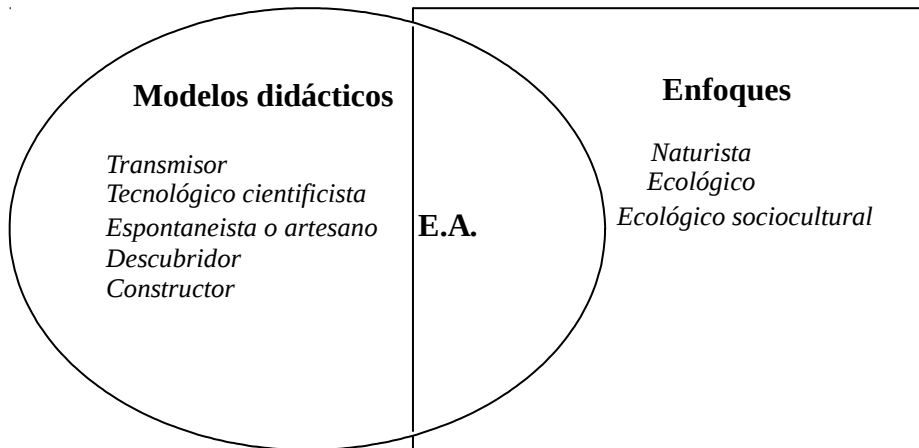 Modelos didácticos
Transmisor
Tecnológico cientificista
Espontaneista o artesano
Descubridor
Constructor
E.A.
Enfoques
Naturista
Ecológico
Ecológico sociocultural